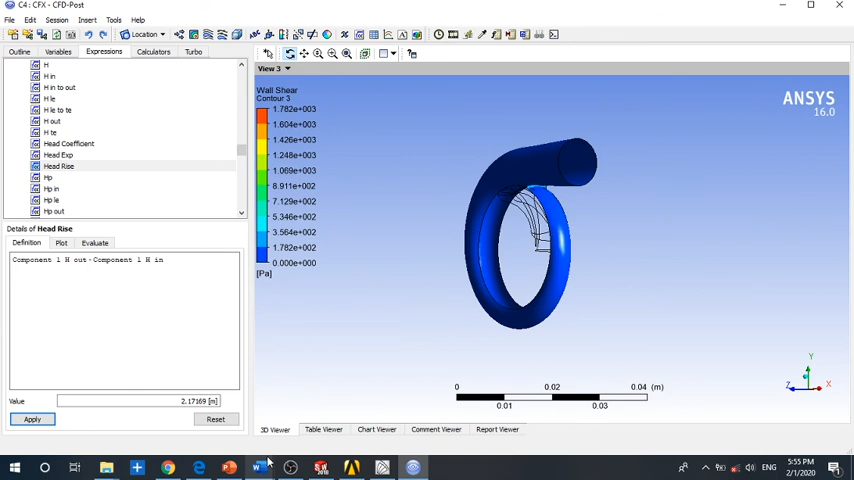 C4 : CFX - CFD-Post
File Edit Session Insert Tools Help
Location
Outline Variables Expressions Calculators Turbo
H
H in
H in to out
H le
H le to te
H out
H te
Head Coefficient
Head Exp
Head Rise
Hp
Hp in
Hp le
Hp out
Details of Head Rise
Definition Plot Evaluate
Component 1 H out-Component 1 H in
Value 2.17169 [m]
Apply Reset
View 3
Wall Shear
Contour 3
1.782e+003
1.604e+003
1.426e+003
1.248e+003
1.069e+003
8.911e+002
7.129e+002
5.346e+002
3.564e+002
1.782e+002
0.000e+000
[Pa]
ANSYS
16.0
0 0.02 0.04 (m)
0.01 0.03
Y
Z X
3D Viewer Table Viewer Chart Viewer Comment Viewer Report Viewer
ENG
5:55 PM
2/1/2020